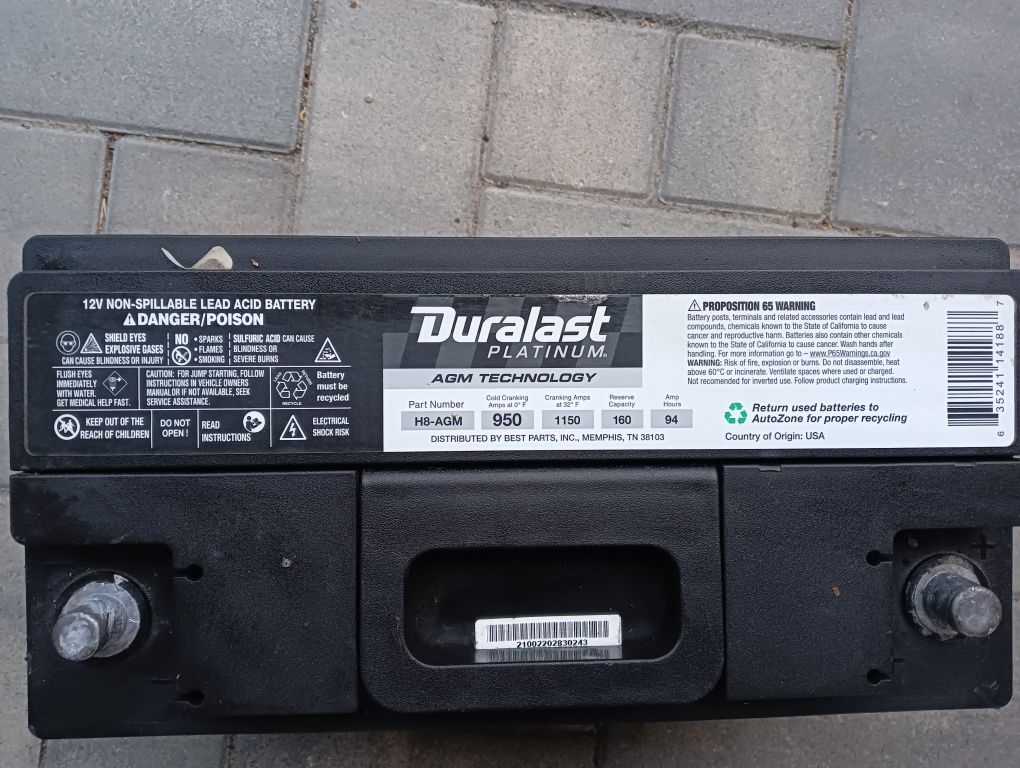 12V NON-SPILLABLE LEAD ACID BATTERY
⚠DANGER/POISON
SHIELD EYES
EXPLOSIVE GASES
CAN CAUSE BLINDNESS OR INJURY
NO
• SPARKS
• FLAMES
• SMOKING
SULFURIC ACID CAN CAUSE
BLINDNESS OR
SEVERE BURNS
FLUSH EYES
IMMEDIATELY
WITH WATER.
GET MEDICAL HELP FAST.
CAUTION: FOR JUMP STARTING, FOLLOW
INSTRUCTIONS IN VEHICLE OWNERS
MANUAL OR IF NOT AVAILABLE, SEEK
SERVICE ASSISTANCE.
RECYCLE
Battery
must be
recycled
KEEP OUT OF THE
REACH OF CHILDREN
DO NOT
OPEN !
READ
INSTRUCTIONS
ELECTRICAL
SHOCK RISK
Duralast
PLATINUM®
AGM TECHNOLOGY
Part Number
H8-AGM
Cold Cranking
Amps at 0° F
950
Cranking Amps
at 32° F
1150
Reserve
Capacity
160
Amp
Hours
94
DISTRIBUTED BY BEST PARTS, INC., MEMPHIS, TN 38103
⚠PROPOSITION 65 WARNING
Battery posts, terminals and related accessories contain lead and lead
compounds, chemicals known to the State of California to cause
cancer and reproductive harm. Batteries also contain other chemicals
known to the State of California to cause cancer. Wash hands after
handling. For more information go to – www.P65Warnings.ca.gov
WARNING: Risk of fire, explosion or burns. Do not disassemble, heat
above 60°C or incinerate. Ventilate spaces where used or charged.
Not recomended for inverted use. Follow product charging instructions.
Return used batteries to
AutoZone for proper recycling
Country of Origin: USA
6 35241 14188 7
21002202830243
+